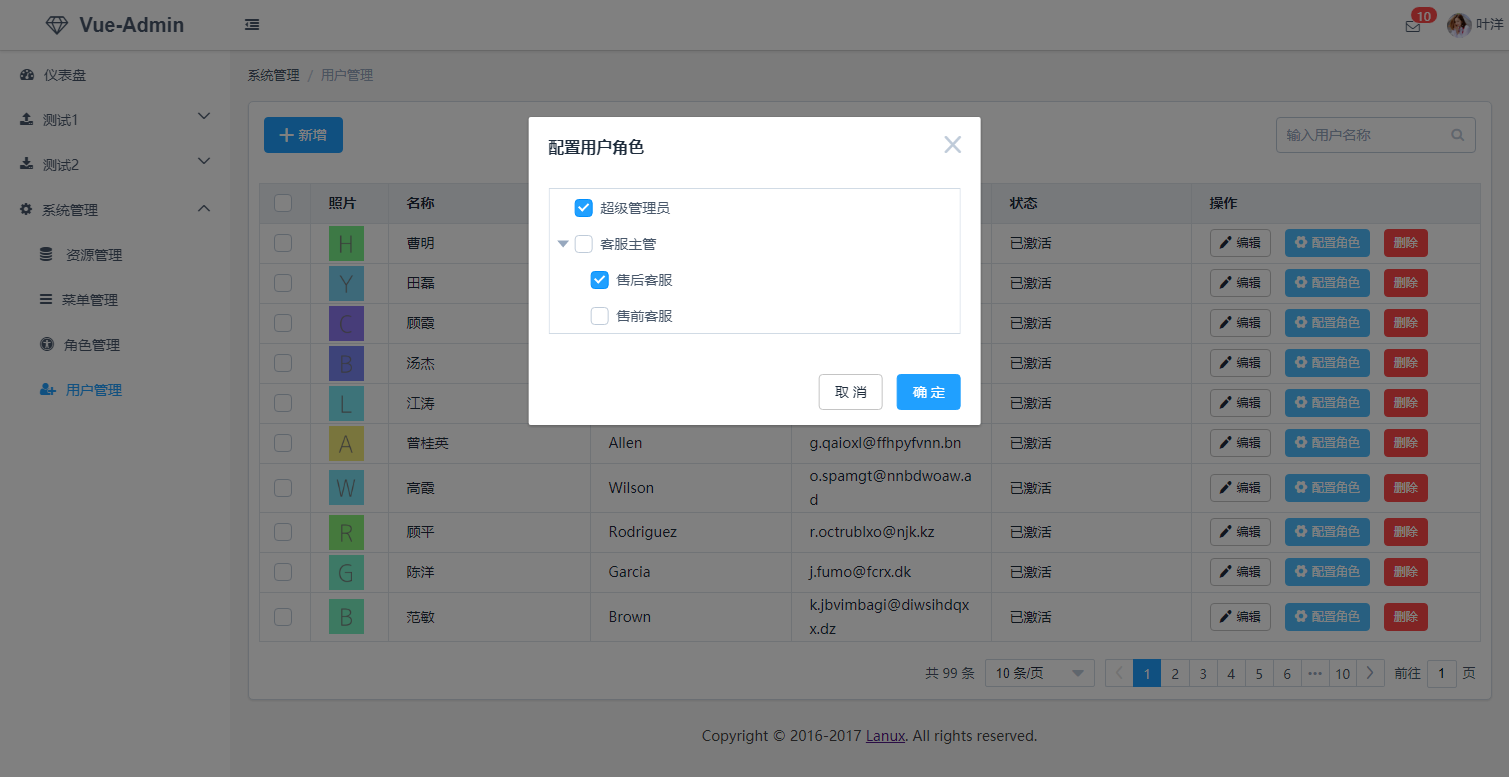 Vue-Admin
10
叶洋
仪表盘
测试1
测试2
系统管理
资源管理
菜单管理
角色管理
用户管理
系统管理 / 用户管理
新增
输入用户名称
配置用户角色
超级管理员
客服主管
售后客服
售前客服
取 消
确 定
照片 名称 状态 操作
H 曹明 已激活 编辑 配置角色 删除
Y 田磊 已激活 编辑 配置角色 删除
C 顾霞 已激活 编辑 配置角色 删除
B 汤杰 已激活 编辑 配置角色 删除
L 江涛 已激活 编辑 配置角色 删除
A 曾桂英 Allen g.qaioxl@ffhpyfvnn.bn 已激活 编辑 配置角色 删除
W 高霞 Wilson o.spamgt@nnbdwoaw.a 已激活 编辑 配置角色 删除
d
R 顾平 Rodriguez r.octrublxo@njk.kz 已激活 编辑 配置角色 删除
G 陈洋 Garcia j.fumo@fcrx.dk 已激活 编辑 配置角色 删除
B 范敏 Brown k.jbvimbagi@diwsihdqx 已激活 编辑 配置角色 删除
x.dz
共 99 条 10 条/页 1 2 3 4 5 6 ··· 10 前往 1 页
Copyright © 2016-2017 Lanux. All rights reserved.